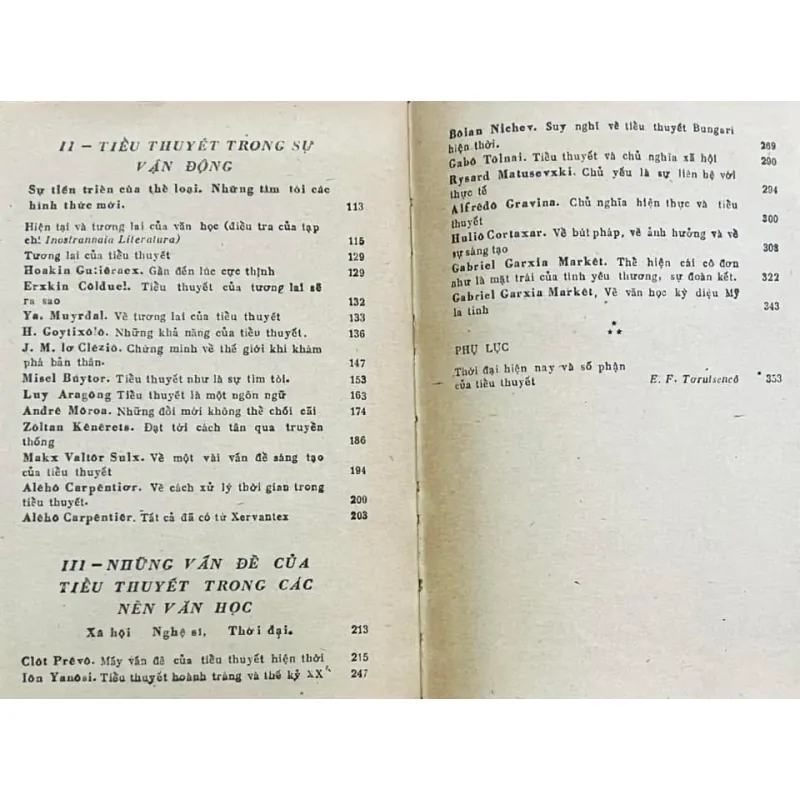 II – TIỂU THUYẾT TRONG SỰ
VẬN ĐỘNG
Sự tiến triển của thể loại. Những tìm tòi các
hình thức mới. 113
Hiện tại và tương lai của văn học (điều tra của tạp
chí Inostrannaia Literatura) 115
Tương lai của tiểu thuyết 129
Hoakin Gutiêraex. Gần đến lúc cực thịnh 129
Erxkin Côlduel. Tiểu thuyết của tương lai sẽ
ra sao 132
Ya. Muyrdal. Về tương lai của tiểu thuyết 133
H. Goytixôlô. Những khả năng của tiểu thuyết. 136
J. M. lơ Clêziô. Chứng minh về thế giới khi khám
phá bản thân. 147
Misel Buytor. Tiểu thuyết như là sự tìm tòi. 153
Luy Aragông Tiểu thuyết là một ngôn ngữ 163
André Môroa. Những đổi mới không thể chối cãi 174
Zôltan Kênêrets. Đạt tới cách tân qua truyền
thống 186
Makx Valtôr Sulx. Về một vài vấn đề sáng tạo
của tiểu thuyết 194
Alêhô Carpêntiơr. Về cách xử lý thời gian trong
tiểu thuyết. 200
Alêhô Carpêntiêr. Tất cả đã có từ Xervantex 203
III – NHỮNG VẤN ĐỀ CỦA
TIỂU THUYẾT TRONG CÁC
NỀN VĂN HỌC
Xã hội Nghệ sĩ, Thời đại. 213
Clôt Prêvô. Mấy vấn đề của tiểu thuyết hiện thời 215
Iôn Yanôsi. Tiểu thuyết hoành tráng và thế kỷ XX 247
Bôian Nichev. Suy nghĩ về tiểu thuyết Bungari
hiện thời. 269
Gabô Tolnai. Tiểu thuyết và chủ nghĩa xã hội 290
Rysard Matusevxki. Chủ yếu là sự liên hệ với
thực tế 294
Alfrêdô Gravina. Chủ nghĩa hiện thực và tiểu
thuyết 300
Huliô Cortaxar. Về bút pháp, về ảnh hưởng và về
sự sáng tạo 308
Gabriel Garxia Markêt. Thể hiện cái cô đơn
như là mặt trái của tình yêu thương, sự đoàn kết. 322
Gabriel Garxia Markêt, Về văn học kỳ diệu Mỹ
la tinh 343
*
**
PHỤ LỤC
Thời đại hiện nay và số phận
của tiểu thuyết E. F. Torutsencô 353